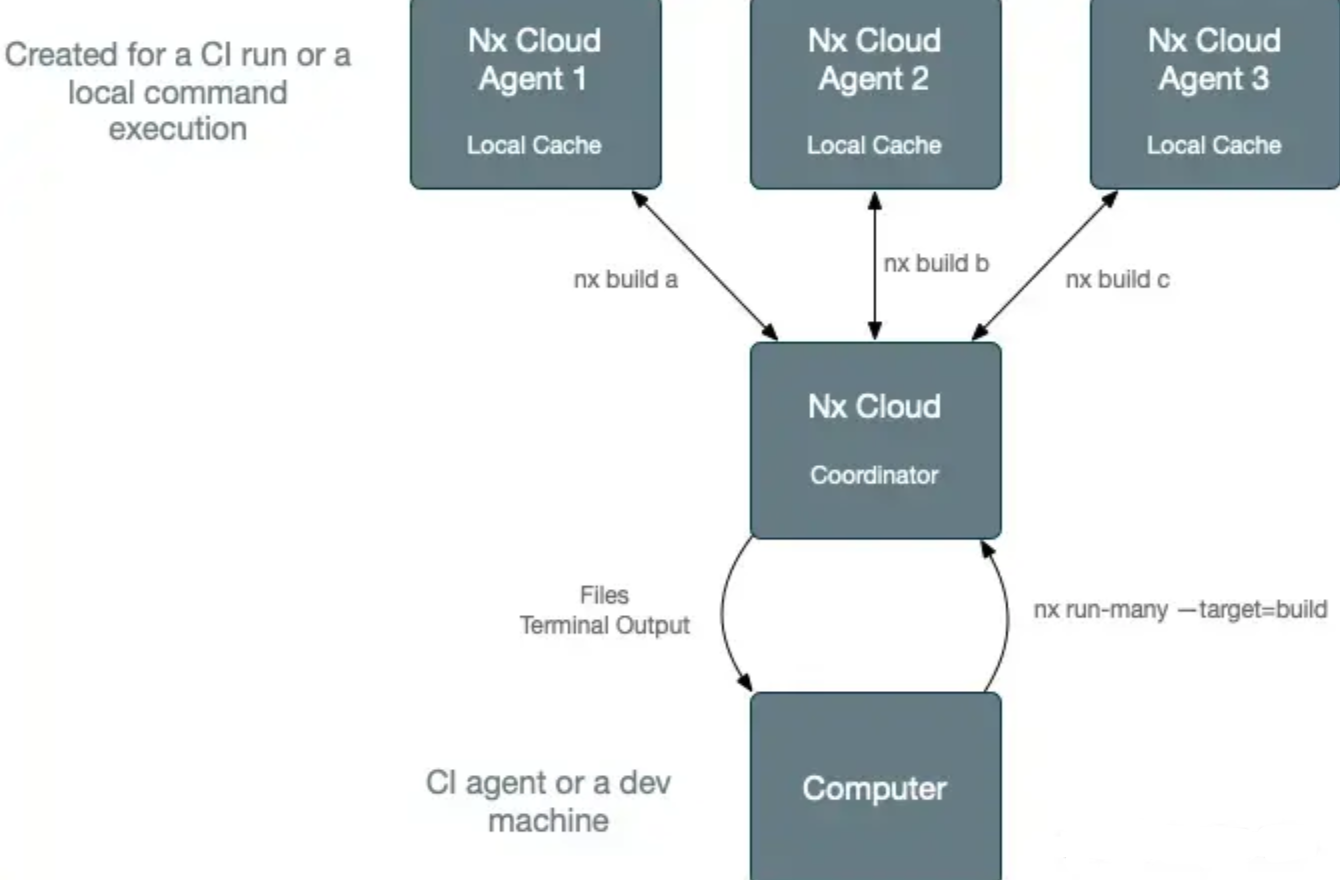 Created for a CI run or a
local command
execution
Nx Cloud
Agent 1
Local Cache
Nx Cloud
Agent 2
Local Cache
Nx Cloud
Agent 3
Local Cache
nx build a
nx build b
nx build c
Nx Cloud
Coordinator
Files
Terminal Output
nx run-many —target=build
CI agent or a dev
machine
Computer